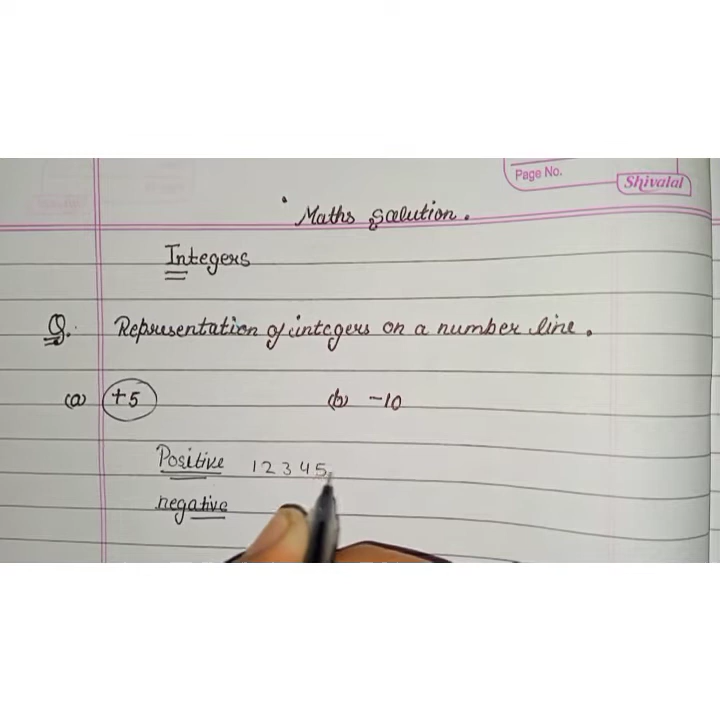 Page No.
Shivalal
Maths Salution.
Integers
Q. Representation of integers on a number line.
(a) +5 (b) -10
Positive 1 2 3 4 5
negative